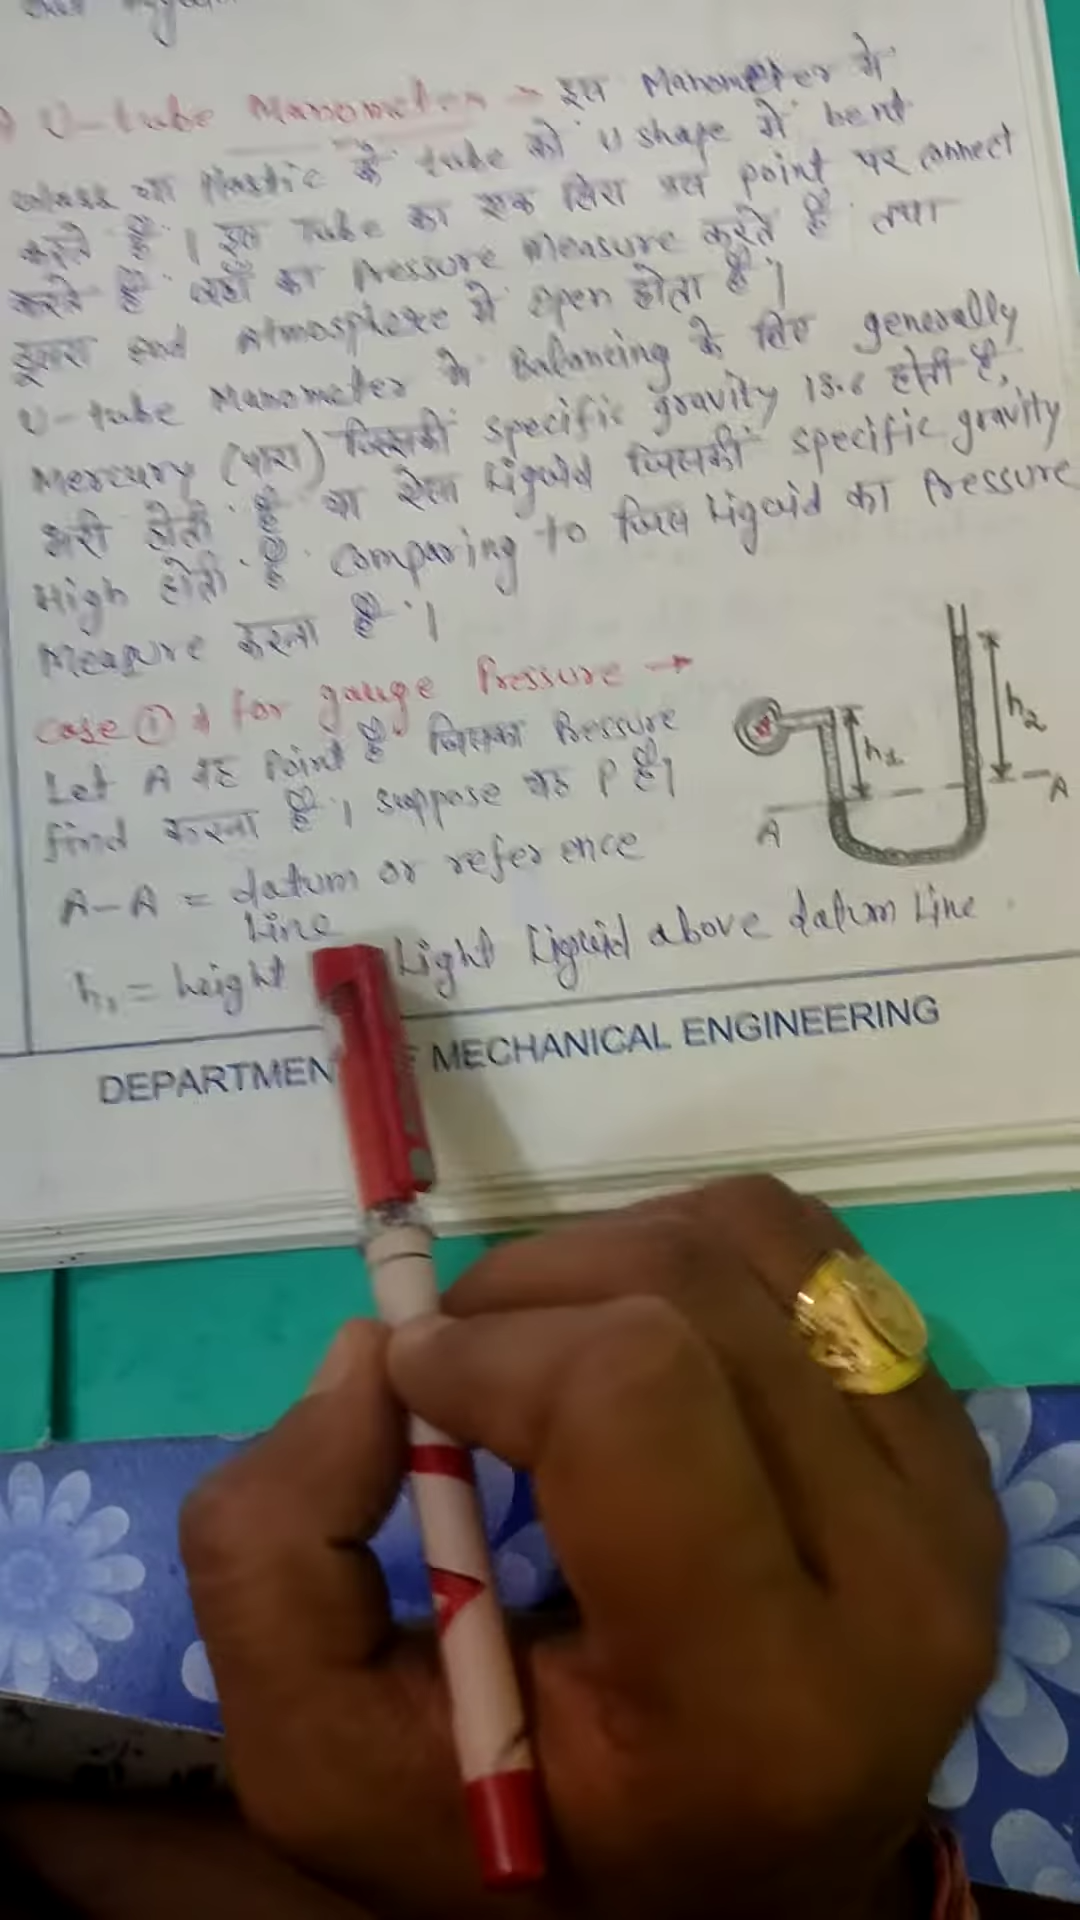 U-tube Manometer → इस Manometer में
Glass या Plastic के tube को U shape में bent
करते हैं। इस Tube का एक सिरा उस point पर connect
करते हैं जहाँ का Pressure Measure करते हैं तथा
दूसरा end Atmosphere में open होता है।
U-tube Manometer में Balancing के लिए generally
Mercury (पारा) जिसकी specific gravity 13.6 होती है,
भरी होती है या ऐसा Liquid जिसकी specific gravity
High होती है comparing to जिस Liquid का Pressure
Measure करना है।
Case ① for gauge Pressure →
Let A वह Point है जिसका Pressure
find करना है। suppose यह P है।
A-A = datum or reference
Line
h₁ = height Light Liquid above datum Line
h₁
h₂
A
A
A
DEPARTMEN MECHANICAL ENGINEERING